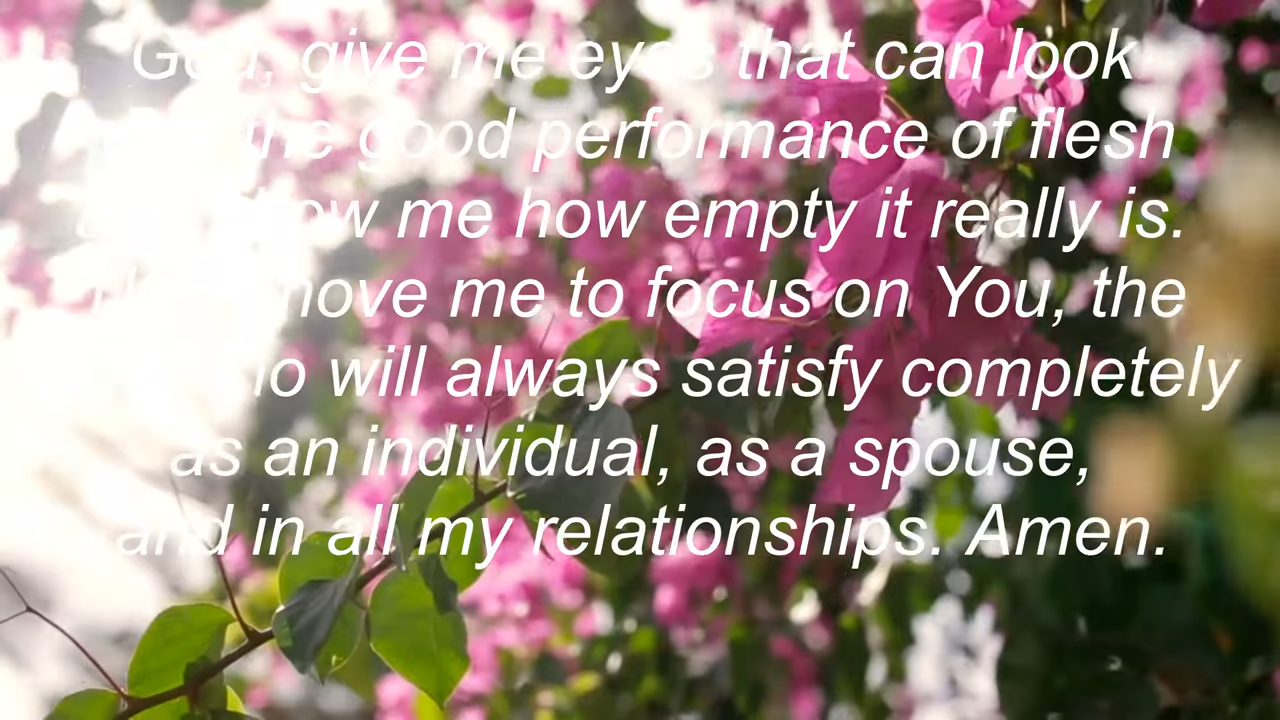 God, give me eyes that can look
the good performance of flesh
show me how empty it really is.
move me to focus on You, the
who will always satisfy completely
as an individual, as a spouse,
and in all my relationships. Amen.